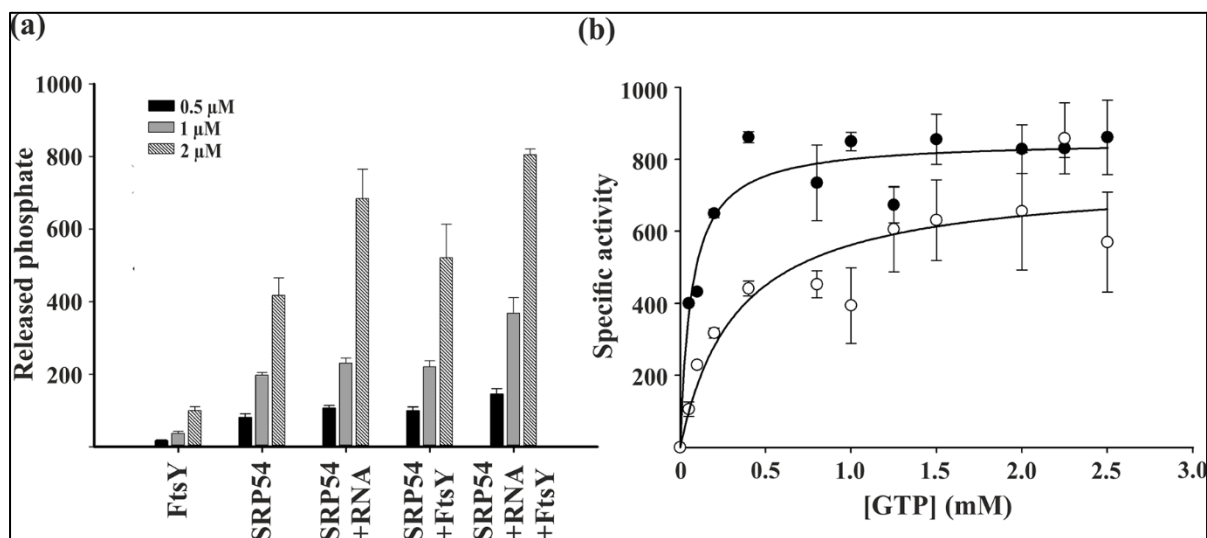 (a)
1000
800
600
400
200
Released phosphate
0.5 µM
1 µM
2 µM
FtsY
SRP54
SRP54
+RNA
SRP54
+FtsY
SRP54
+RNA
+FtsY
(b)
1000
800
600
400
200
0
Specific activity
0 0.5 1.0 1.5 2.0 2.5 3.0
[GTP] (mM)